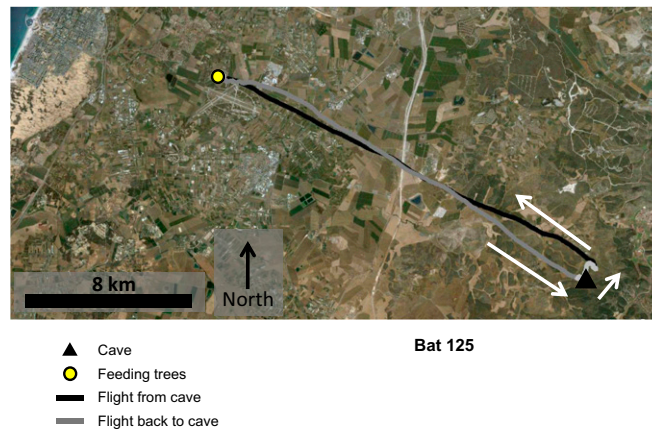 8 km
North
Bat 125
Cave
Feeding trees
Flight from cave
Flight back to cave